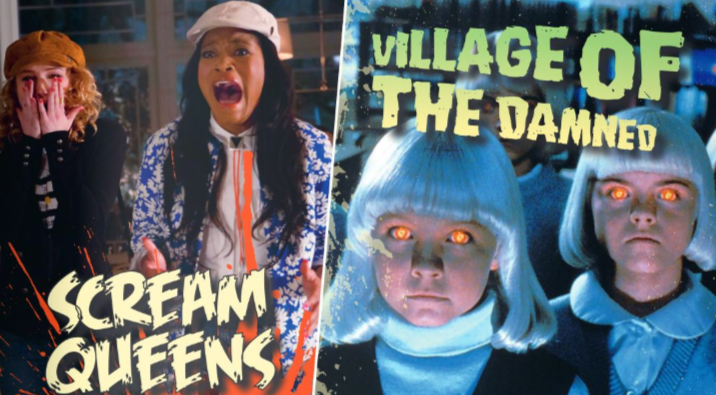 SCREAM
QUEENS
VILLAGE OF
THE DAMNED